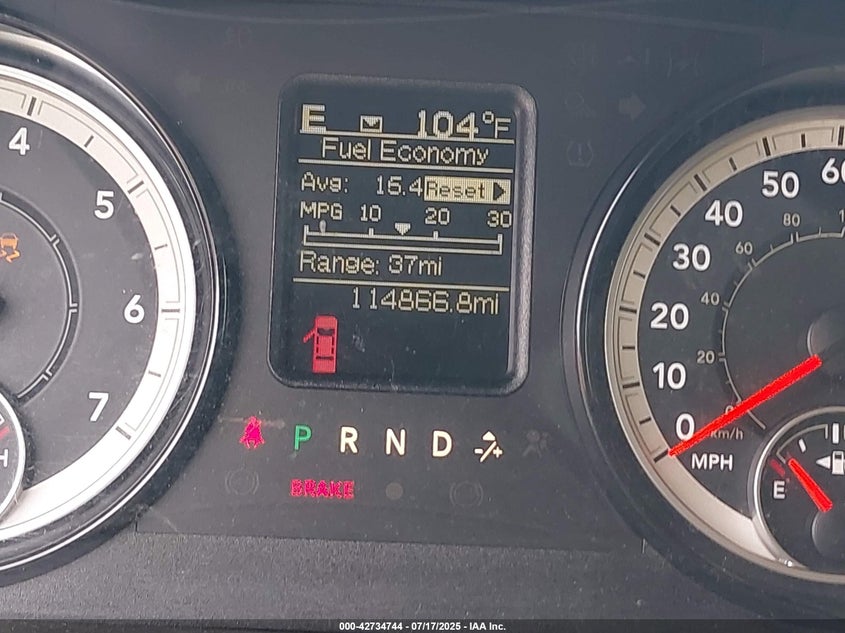 E 104°F
Fuel Economy
Avg: 15.4 Reset
MPG 10 20 30
Range: 37mi
114866.8mi
P R N D -/+
BRAKE
4
5
6
7
H
0 10 20 30 40 50 60
20 40 60 80
km/h
MPH
E
000-42734744 / 07/17/2025 - IAA Inc.